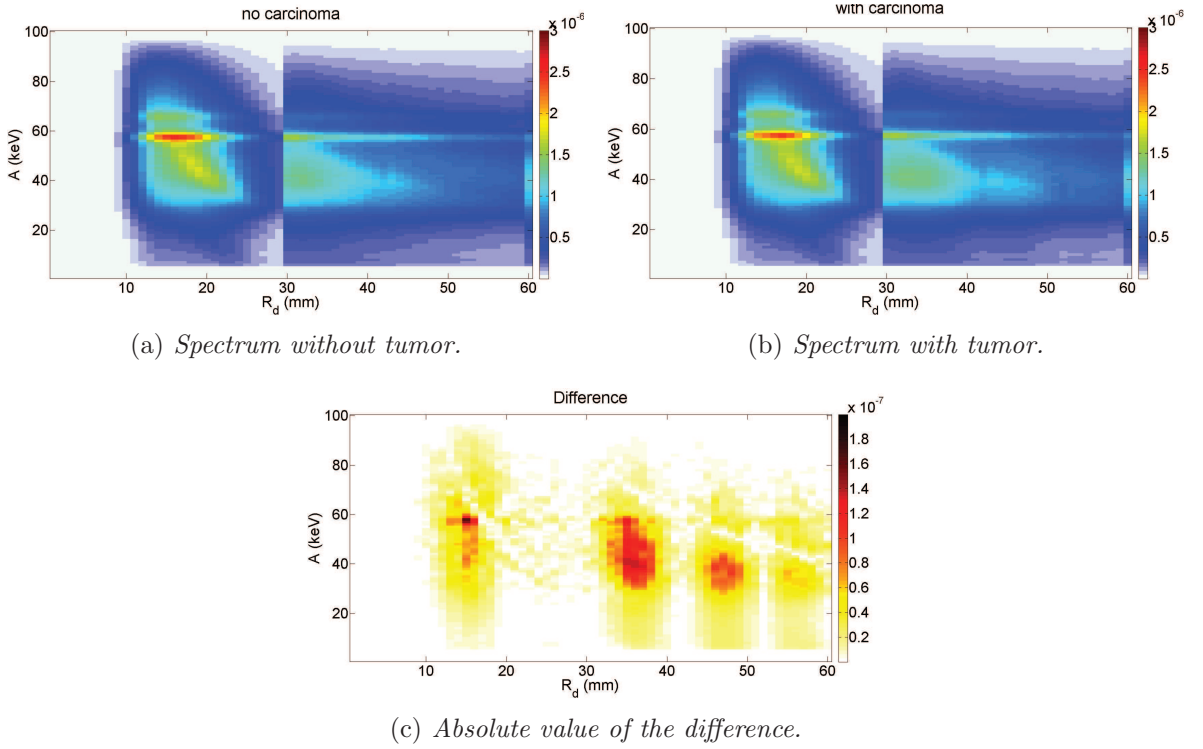 no carcinoma
x 10^-6
A (keV)
100
80
60
40
20
3
2.5
2
1.5
1
0.5
10 20 30 40 50 60
R_d (mm)
(a) Spectrum without tumor.
with carcinoma
x 10^-6
A (keV)
100
80
60
40
20
3
2.5
2
1.5
1
0.5
10 20 30 40 50 60
R_d (mm)
(b) Spectrum with tumor.
Difference
x 10^-7
A (keV)
100
80
60
40
20
1.8
1.6
1.4
1.2
1
0.8
0.6
0.4
0.2
10 20 30 40 50 60
R_d (mm)
(c) Absolute value of the difference.